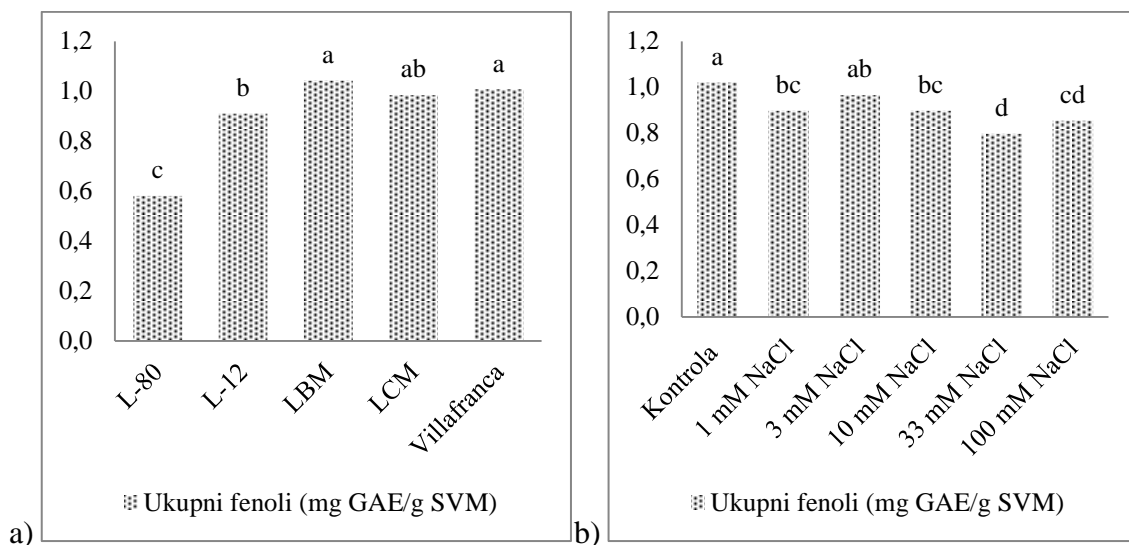 1,2
1,0
0,8
0,6
0,4
0,2
0,0
c
b
a
ab
a
L-80
L-12
LBM
LCM
Villafranca
Ukupni fenoli (mg GAE/g SVM)
a)
1,2
1,0
0,8
0,6
0,4
0,2
0,0
a
bc
ab
bc
d
cd
Kontrola
1 mM NaCl
3 mM NaCl
10 mM NaCl
33 mM NaCl
100 mM NaCl
Ukupni fenoli (mg GAE/g SVM)
b)